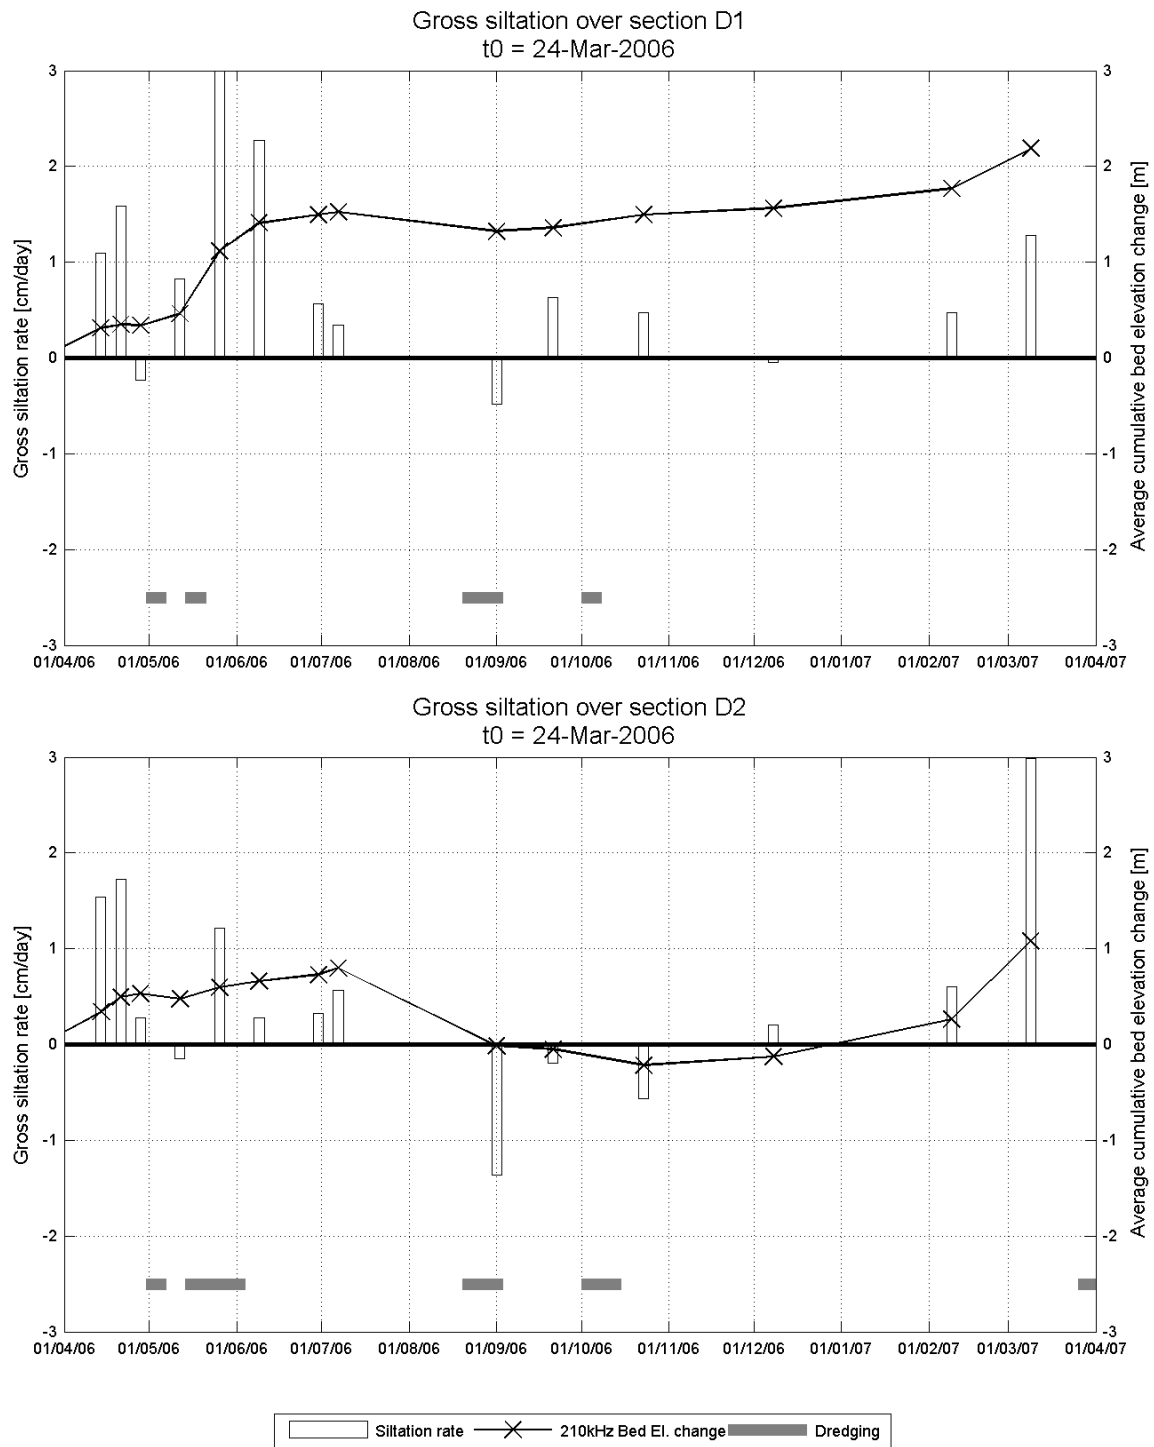 Gross siltation over section D1
t0 = 24-Mar-2006
3
2
1
0
-1
-2
-3
Gross siltation rate [cm/day]
3
2
1
0
-1
-2
-3
Average cumulative bed elevation change [m]
01/04/06 01/05/06 01/06/06 01/07/06 01/08/06 01/09/06 01/10/06 01/11/06 01/12/06 01/01/07 01/02/07 01/03/07 01/04/07
Gross siltation over section D2
t0 = 24-Mar-2006
3
2
1
0
-1
-2
-3
Gross siltation rate [cm/day]
3
2
1
0
-1
-2
-3
Average cumulative bed elevation change [m]
01/04/06 01/05/06 01/06/06 01/07/06 01/08/06 01/09/06 01/10/06 01/11/06 01/12/06 01/01/07 01/02/07 01/03/07 01/04/07
Siltation rate 210kHz Bed El. change Dredging